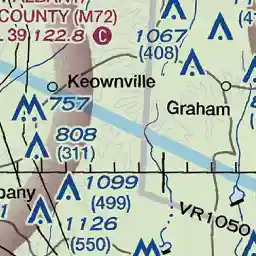 COUNTY (M72)
39 122.8 C
1067
(408)
Keownville
757
Graham
808
(311)
1099
(499)
1126
(550)
VR1050